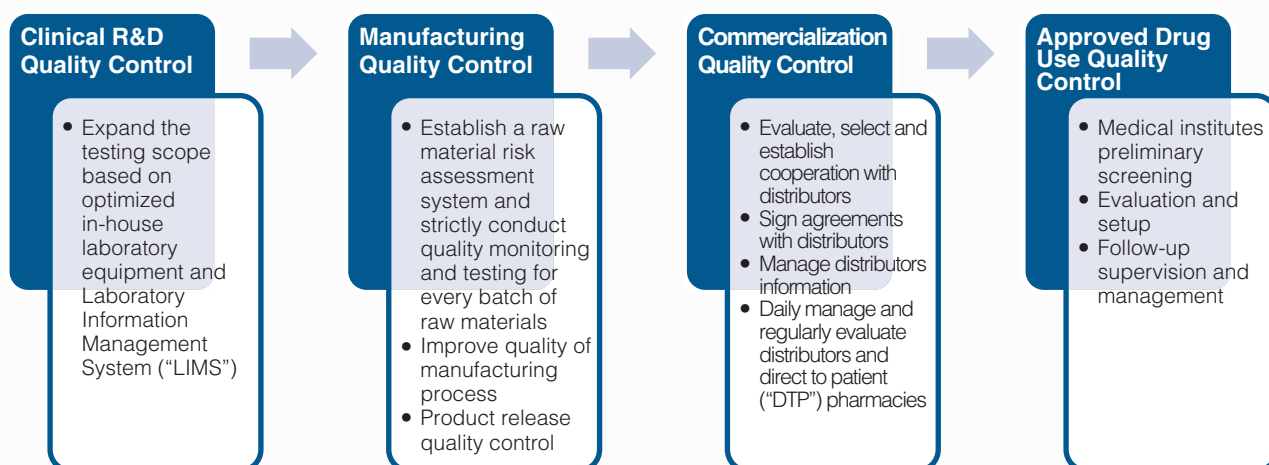 Clinical R&D
Quality Control
• Expand the
testing scope
based on
optimized
in-house
laboratory
equipment and
Laboratory
Information
Management
System (“LIMS”)
Manufacturing
Quality Control
• Establish a raw
material risk
assessment
system and
strictly conduct
quality monitoring
and testing for
every batch of
raw materials
• Improve quality of
manufacturing
process
• Product release
quality control
Commercialization
Quality Control
• Evaluate, select and
establish
cooperation with
distributors
• Sign agreements
with distributors
• Manage distributors
information
• Daily manage and
regularly evaluate
distributors and
direct to patient
(“DTP”) pharmacies
Approved Drug
Use Quality
Control
• Medical institutes
preliminary
screening
• Evaluation and
setup
• Follow-up
supervision and
management